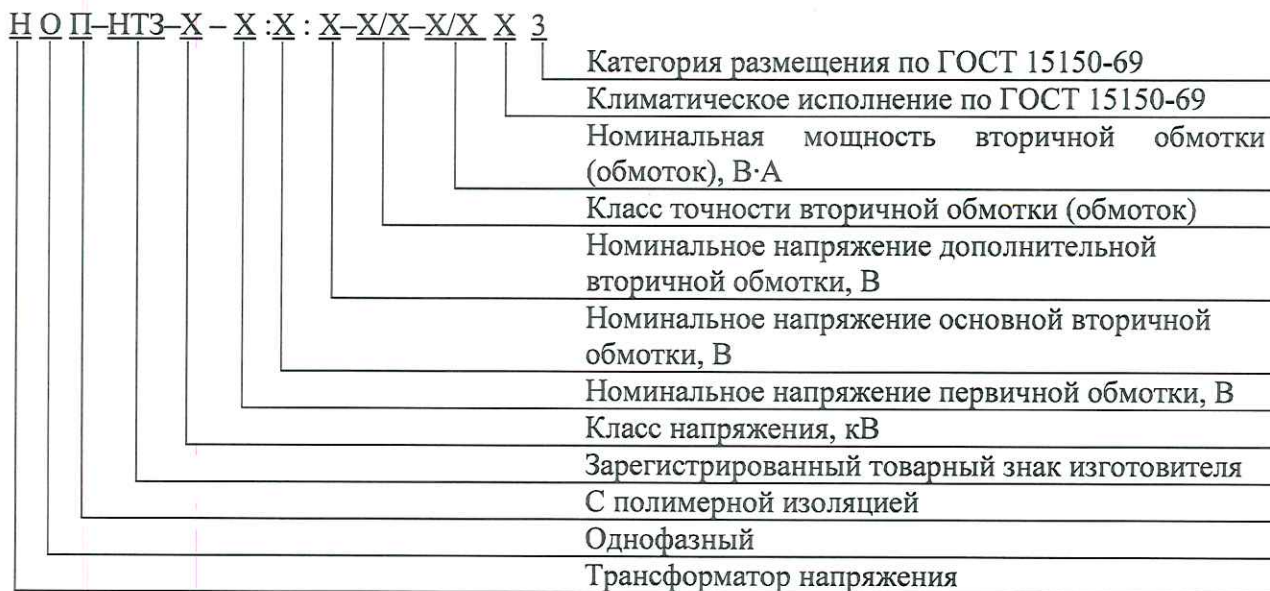 Н О П–НТЗ–Х – Х :Х : Х–Х/Х–Х/Х Х 3
Категория размещения по ГОСТ 15150-69
Климатическое исполнение по ГОСТ 15150-69
Номинальная мощность вторичной обмотки
(обмоток), В·А
Класс точности вторичной обмотки (обмоток)
Номинальное напряжение дополнительной
вторичной обмотки, В
Номинальное напряжение основной вторичной
обмотки, В
Номинальное напряжение первичной обмотки, В
Класс напряжения, кВ
Зарегистрированный товарный знак изготовителя
С полимерной изоляцией
Однофазный
Трансформатор напряжения